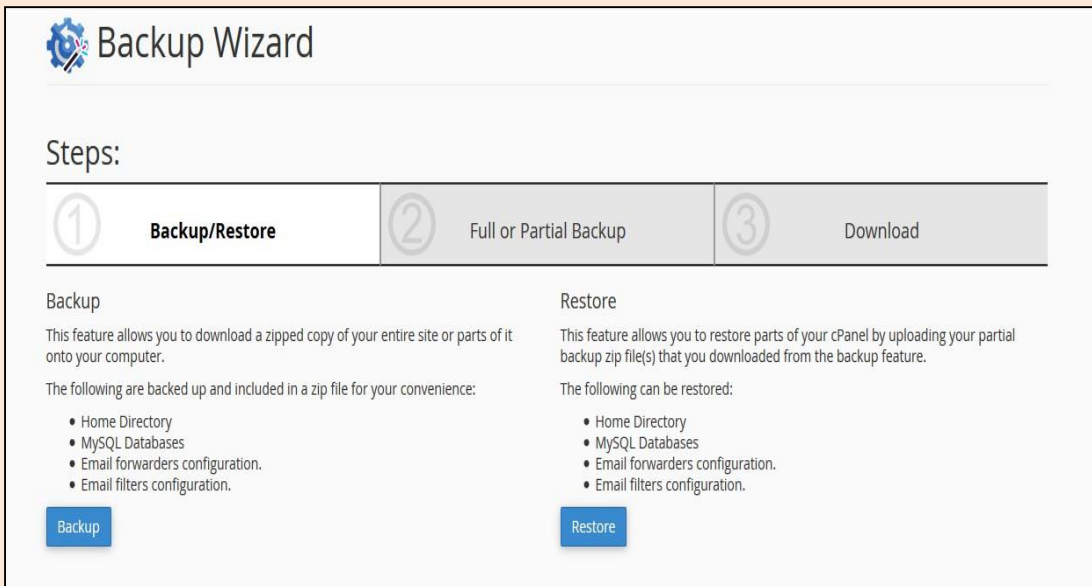 Backup Wizard
Steps:
1 Backup/Restore
2 Full or Partial Backup
3 Download
Backup
This feature allows you to download a zipped copy of your entire site or parts of it
onto your computer.
The following are backed up and included in a zip file for your convenience:
• Home Directory
• MySQL Databases
• Email forwarders configuration.
• Email filters configuration.
Backup
Restore
This feature allows you to restore parts of your cPanel by uploading your partial
backup zip file(s) that you downloaded from the backup feature.
The following can be restored:
• Home Directory
• MySQL Databases
• Email forwarders configuration.
• Email filters configuration.
Restore